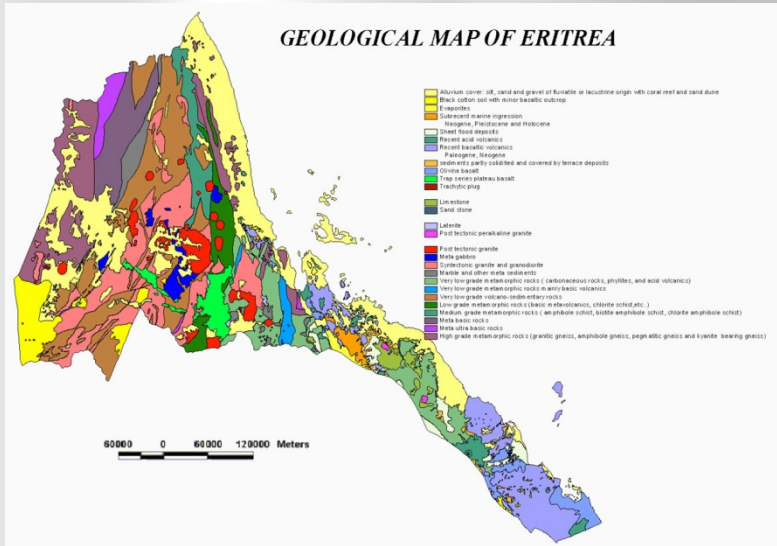 GEOLOGICAL MAP OF ERITREA
Alluvium cover: silt, sand and gravel of fluviatile or lacustrine origin with coral reef and sand dune
Black cotton soil with minor basaltic outcrop
Evaporites
Subrecent marine ingression
Neogene, Pleistocene and Holocene
Sheet flood deposits
Recent acid volcanics
Recent basaltic volcanics
Paleogene, Neogene
sediments partly solidified and covered by terrace deposits
Olivine basalt
Trap series plateau basalt
Trachytic plug
Limestone
Sand stone
Laterite
Post tectonic peralkaline granite
Post tectonic granite
Meta gabbro
Syntectonic granite and granodiorite
Marble and other meta sediments
Very low grade metamorphic rocks ( carbonaceous rocks, phyllites, and acid volcanics)
Very low grade metamorphic rocks mainly basic volcanics
Very low grade volcano-sedimentary rocks
Low grade metamorphic rocks (basic metavolcanics, chlorite schist,etc..)
Medium grade metamorphic rocks ( amphibole schist, biotite amphibole schist, chlorite amphibole schist)
Meta basic rocks
Meta ultra basic rocks
High grade metamorphic rocks (granitic gneiss, amphibole gneiss, pegmatitic gneiss and kyanite bearing gneiss)
60000 0 60000 120000 Meters